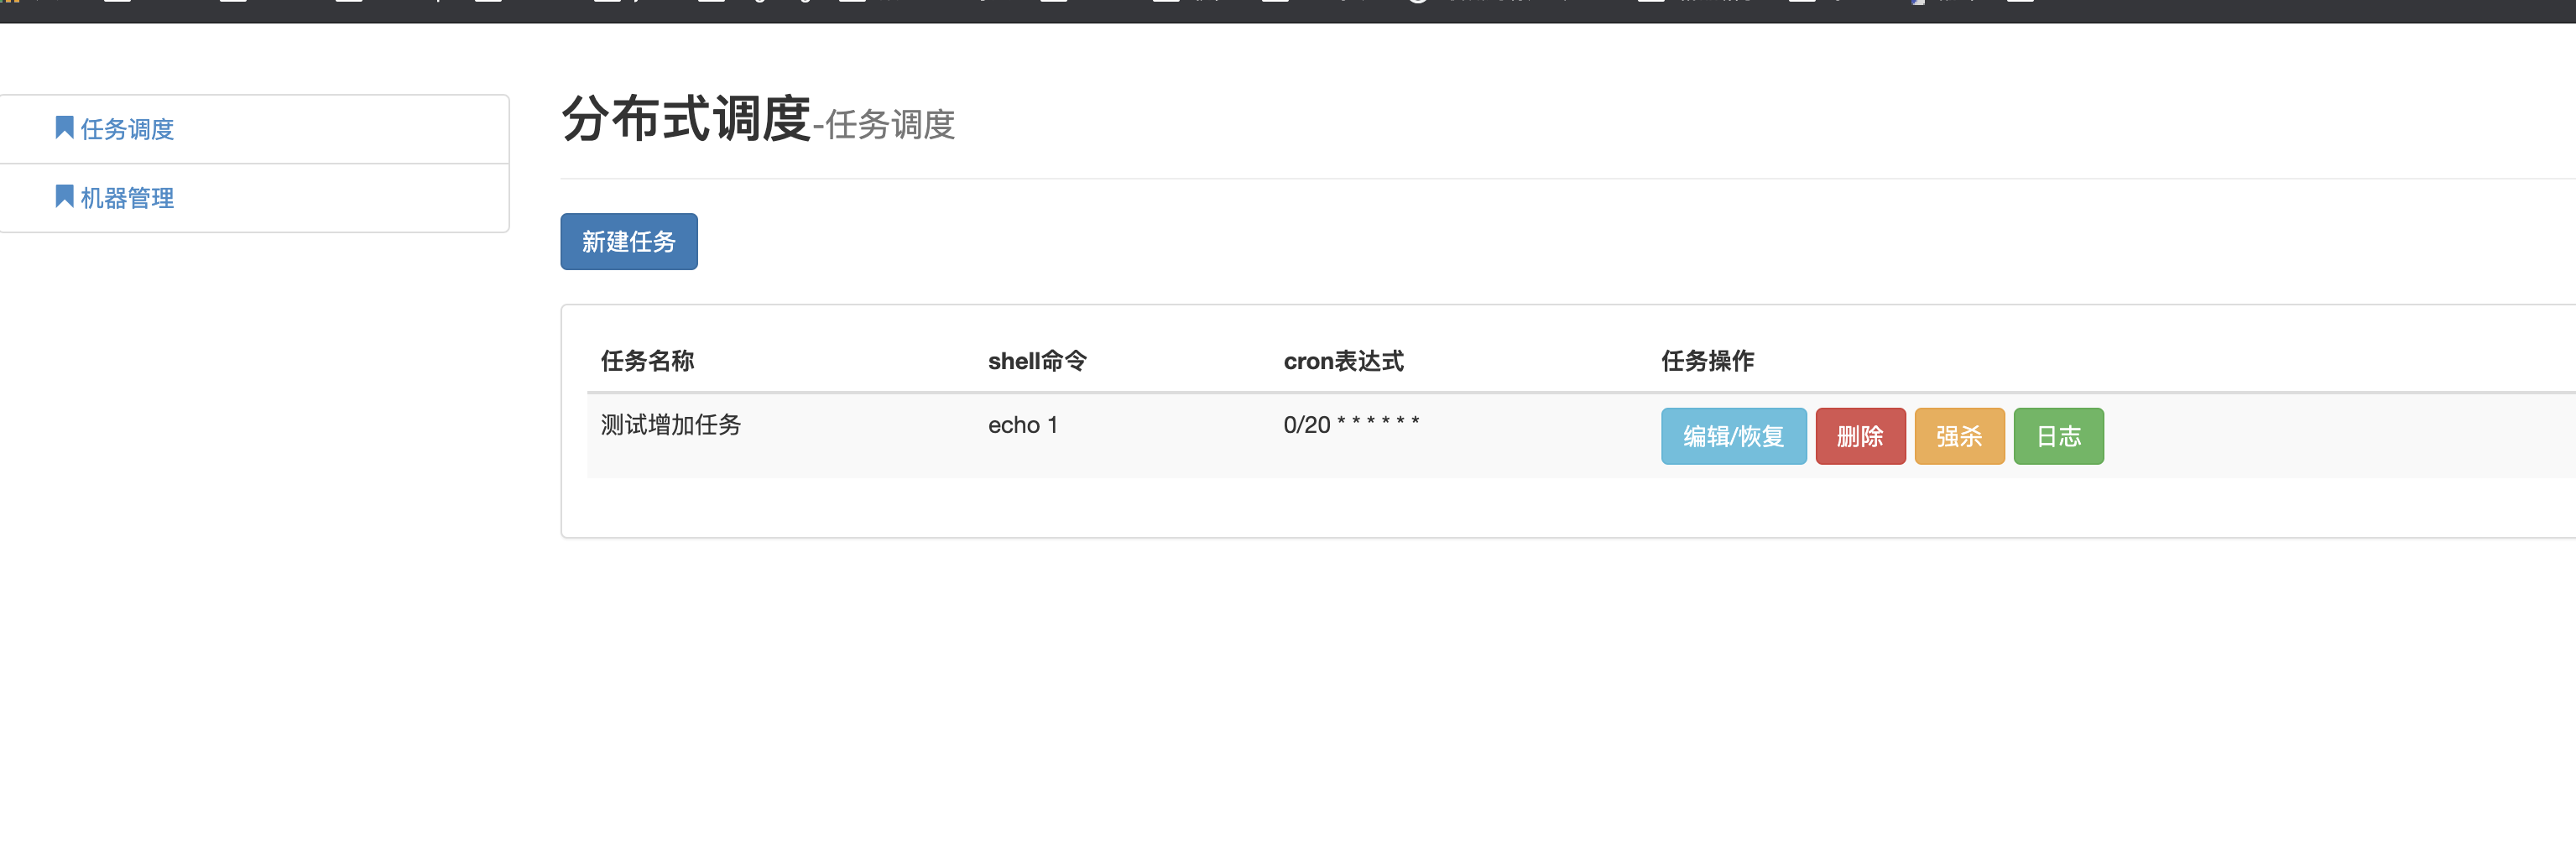 任务调度
机器管理
分布式调度-任务调度
新建任务
任务名称 shell命令 cron表达式 任务操作
测试增加任务 echo 1 0/20 * * * * * * 编辑/恢复 删除 强杀 日志